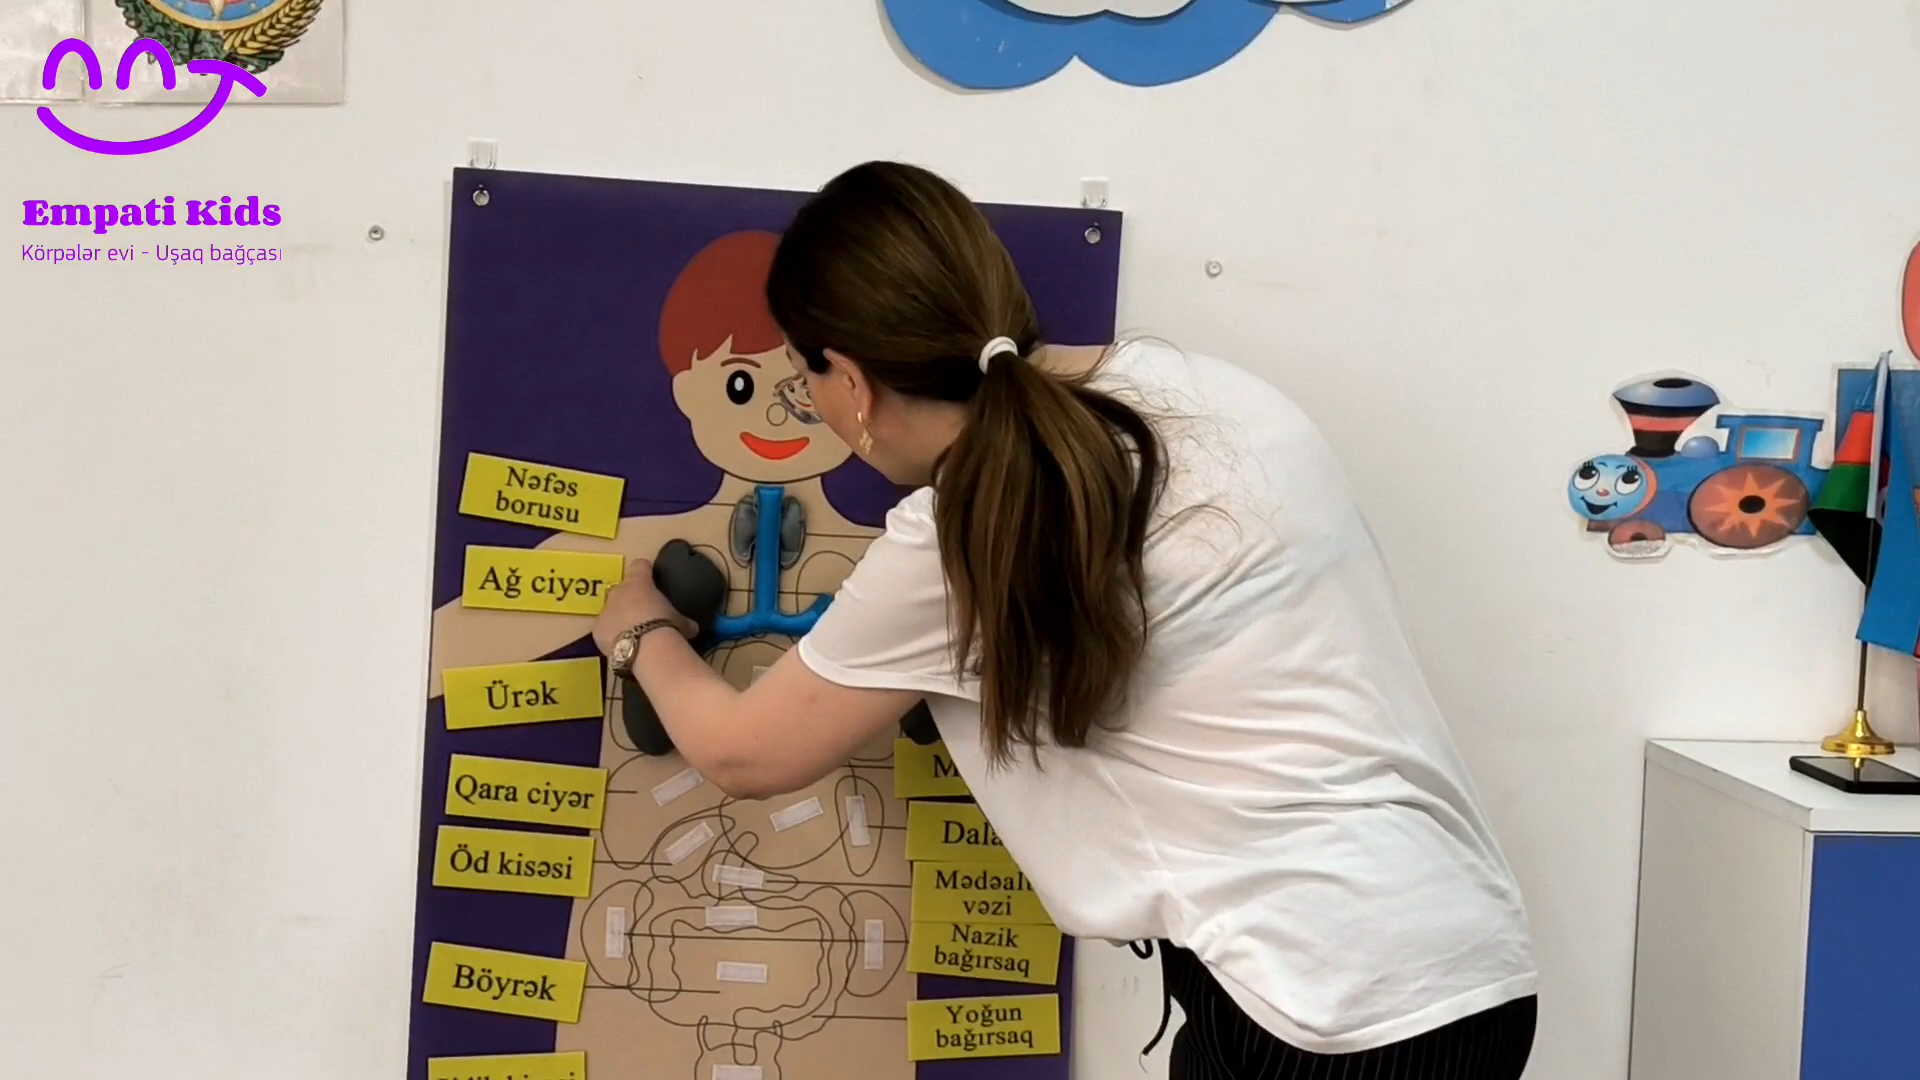 Empati Kids
Körpələr evi - Uşaq bağçası
Nəfəs
borusu
Ağ ciyər
Ürək
Qara ciyər
Öd kisəsi
Böyrək
Mədəaltı
vəzi
Nazik
bağırsaq
Yoğun
bağırsaq